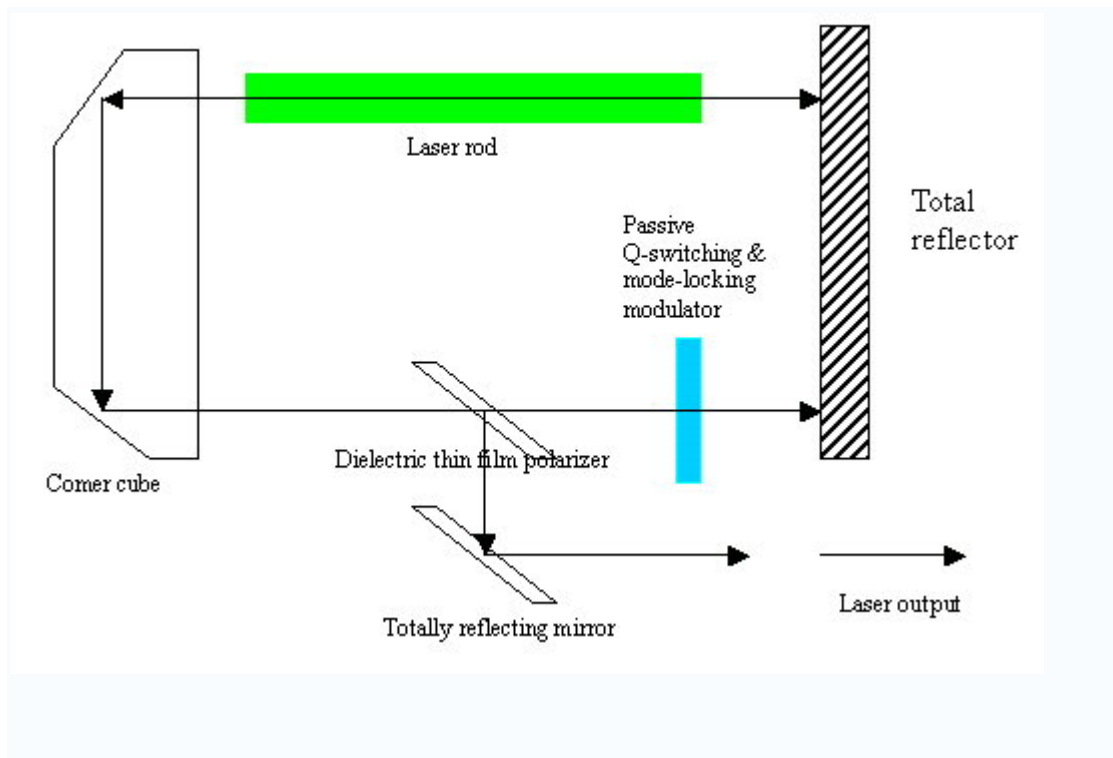 Laser rod
Total
reflector
Passive
Q-switching &
mode-locking
modulator
Dielectric thin film polarizer
Comer cube
Laser output
Totally reflecting mirror